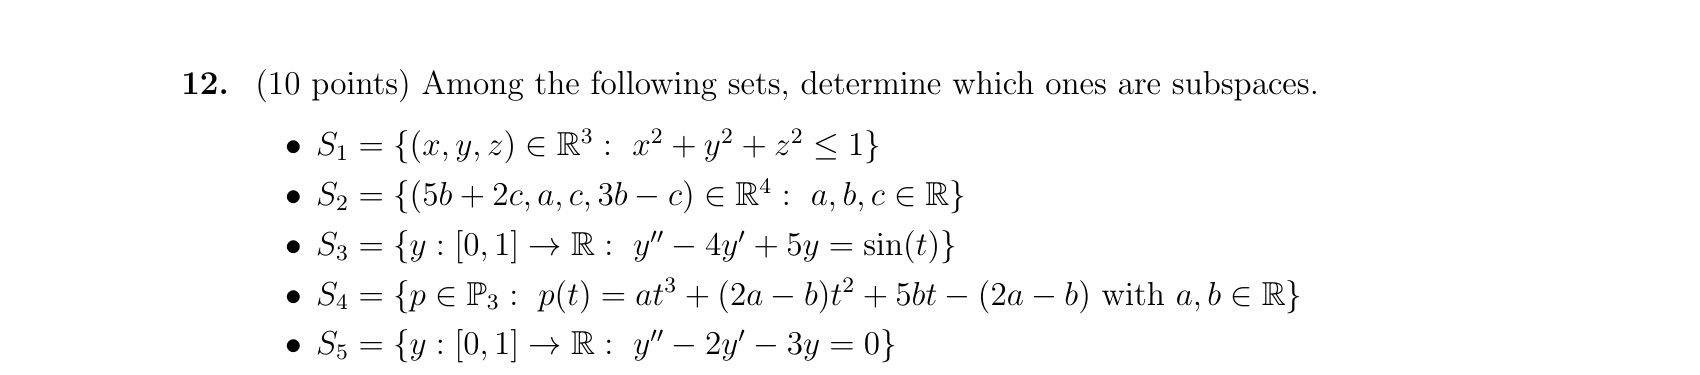 12. (10 points) Among the following sets, determine which ones are subspaces.
• S₁ = {(x, y, z) ∈ ℝ³ : x² + y² + z² ≤ 1}
• S₂ = {(5b + 2c, a, c, 3b − c) ∈ ℝ⁴ : a, b, c ∈ ℝ}
• S₃ = {y : [0, 1] → ℝ : y″ − 4y′ + 5y = sin(t)}
• S₄ = {p ∈ ℙ₃ : p(t) = at³ + (2a − b)t² + 5bt − (2a − b) with a, b ∈ ℝ}
• S₅ = {y : [0, 1] → ℝ : y″ − 2y′ − 3y = 0}